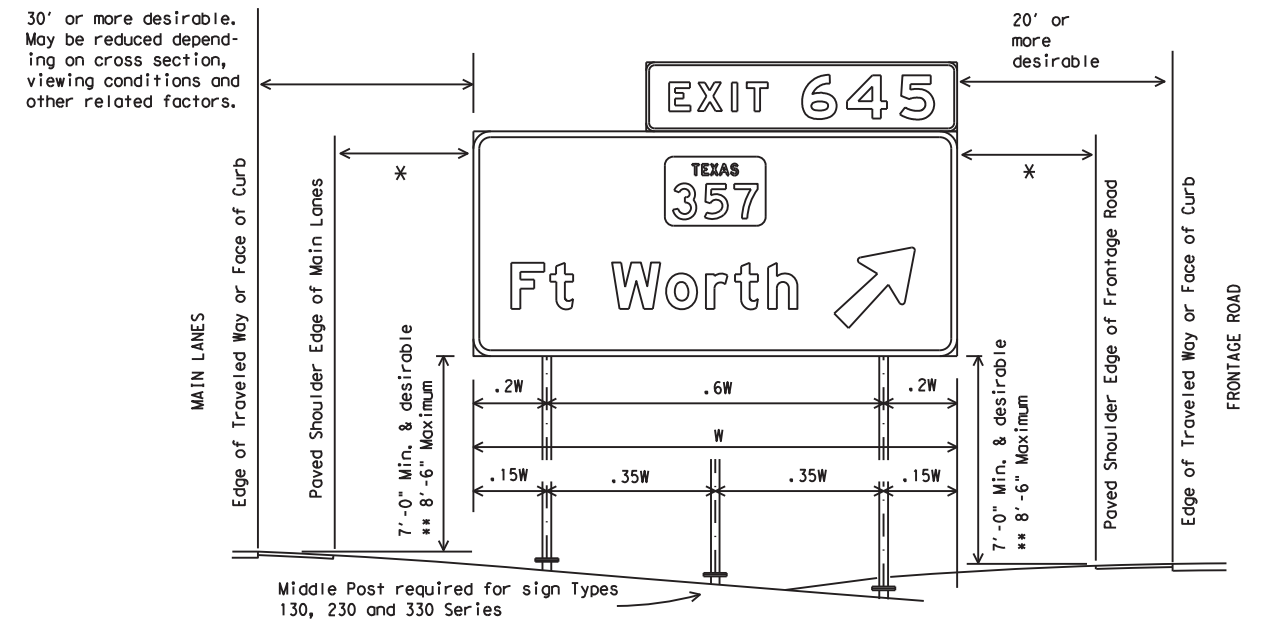 30' or more desirable.
May be reduced depend-
ing on cross section,
viewing conditions and
other related factors.
20' or
more
desirable
EXIT 645
*
*
TEXAS
357
Ft Worth
MAIN LANES
Edge of Traveled Way or Face of Curb
Paved Shoulder Edge of Main Lanes
7'-0" Min. & desirable
** 8'-6" Maximum
.2W
.6W
.2W
W
.15W
.35W
.35W
.15W
7'-0" Min. & desirable
** 8'-6" Maximum
Paved Shoulder Edge of Frontage Road
Edge of Traveled Way or Face of Curb
FRONTAGE ROAD
Middle Post required for sign Types
130, 230 and 330 Series